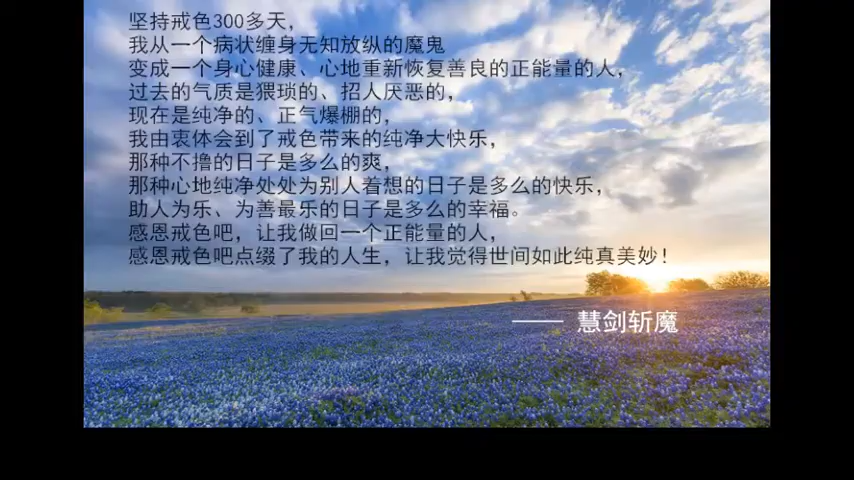 坚持戒色300多天，
我从一个病状缠身无知放纵的魔鬼
变成一个身心健康、心地重新恢复善良的正能量的人，
过去的气质是猥琐的、招人厌恶的，
现在是纯净的、正气爆棚的，
我由衷体会到了戒色带来的纯净大快乐，
那种不撸的日子是多么的爽，
那种心地纯净处处为别人着想的日子是多么的快乐，
助人为乐、为善最乐的日子是多么的幸福。
感恩戒色吧，让我做回一个正能量的人，
感恩戒色吧点缀了我的人生，让我觉得世间如此纯真美妙！
—— 慧剑斩魔